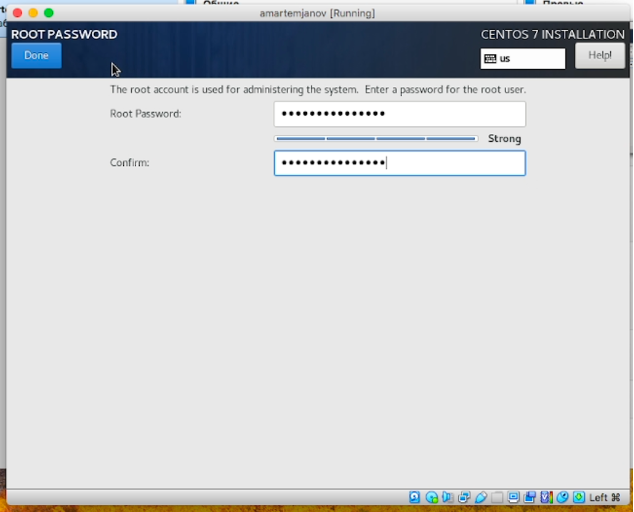 amartemjanov [Running]
ROOT PASSWORD
CENTOS 7 INSTALLATION
Done
us
Help!
The root account is used for administering the system. Enter a password for the root user.
Root Password:
•••••••••••••••
Strong
Confirm:
•••••••••••••••
Left ⌘